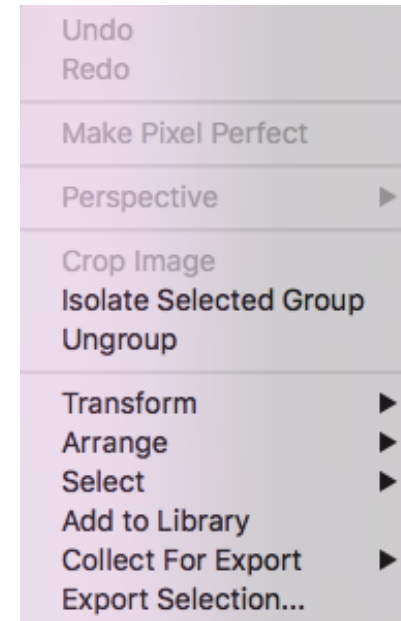 Undo
Redo
Make Pixel Perfect
Perspective
Crop Image
Isolate Selected Group
Ungroup
Transform
Arrange
Select
Add to Library
Collect For Export
Export Selection...